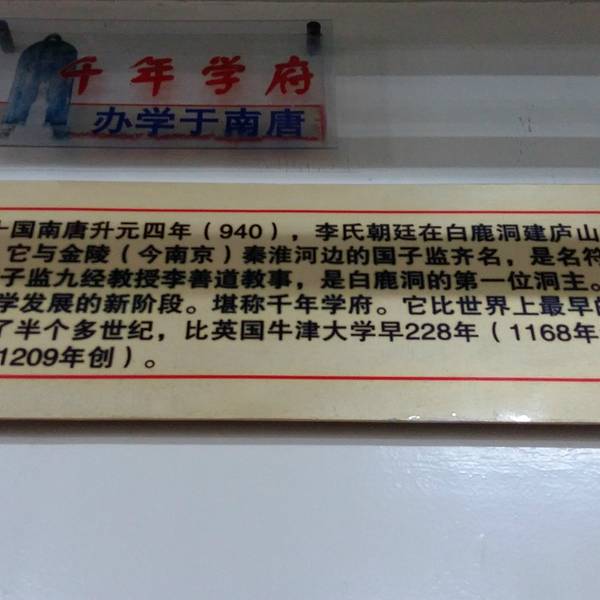 千年学府
办学于南唐
十国南唐升元四年（940），李氏朝廷在白鹿洞建庐山
它与金陵（今南京）秦淮河边的国子监齐名，是名符
子监九经教授李善道教事，是白鹿洞的第一位洞主。
学发展的新阶段。堪称千年学府。它比世界上最早的
了半个多世纪，比英国牛津大学早228年（1168年
1209年创）。